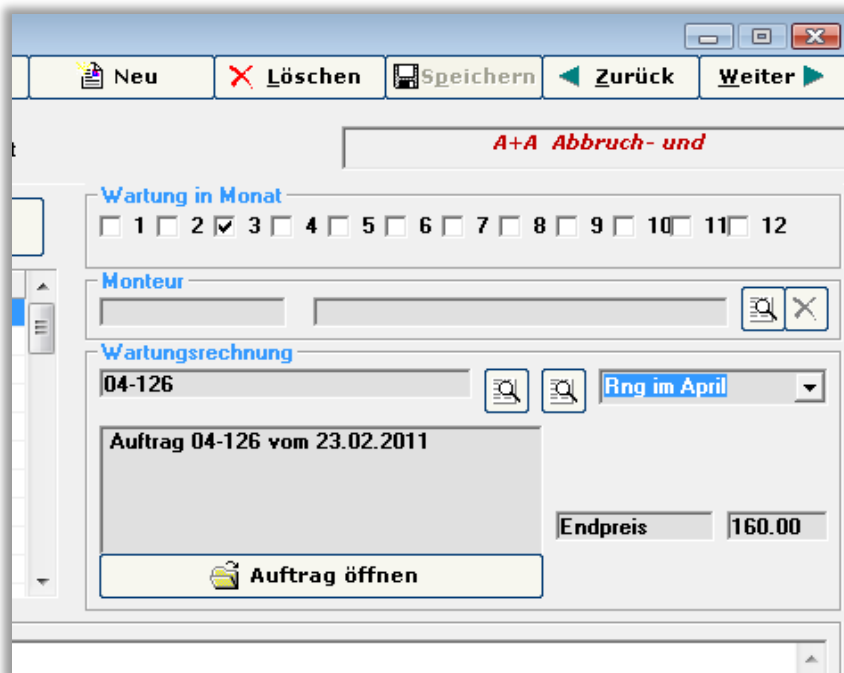 Neu Löschen Speichern Zurück Weiter
t
A+A Abbruch- und
Wartung in Monat
1 2 3 4 5 6 7 8 9 10 11 12
Monteur
Wartungsrechnung
04-126 Rng im April
Auftrag 04-126 vom 23.02.2011
Endpreis 160.00
Auftrag öffnen